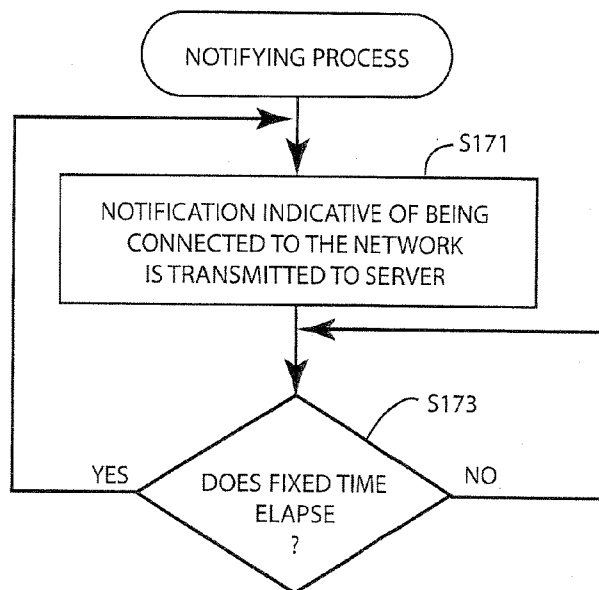 NOTIFYING PROCESS
S171
NOTIFICATION INDICATIVE OF BEING
CONNECTED TO THE NETWORK
IS TRANSMITTED TO SERVER
S173
YES
DOES FIXED TIME
ELAPSE
?
NO